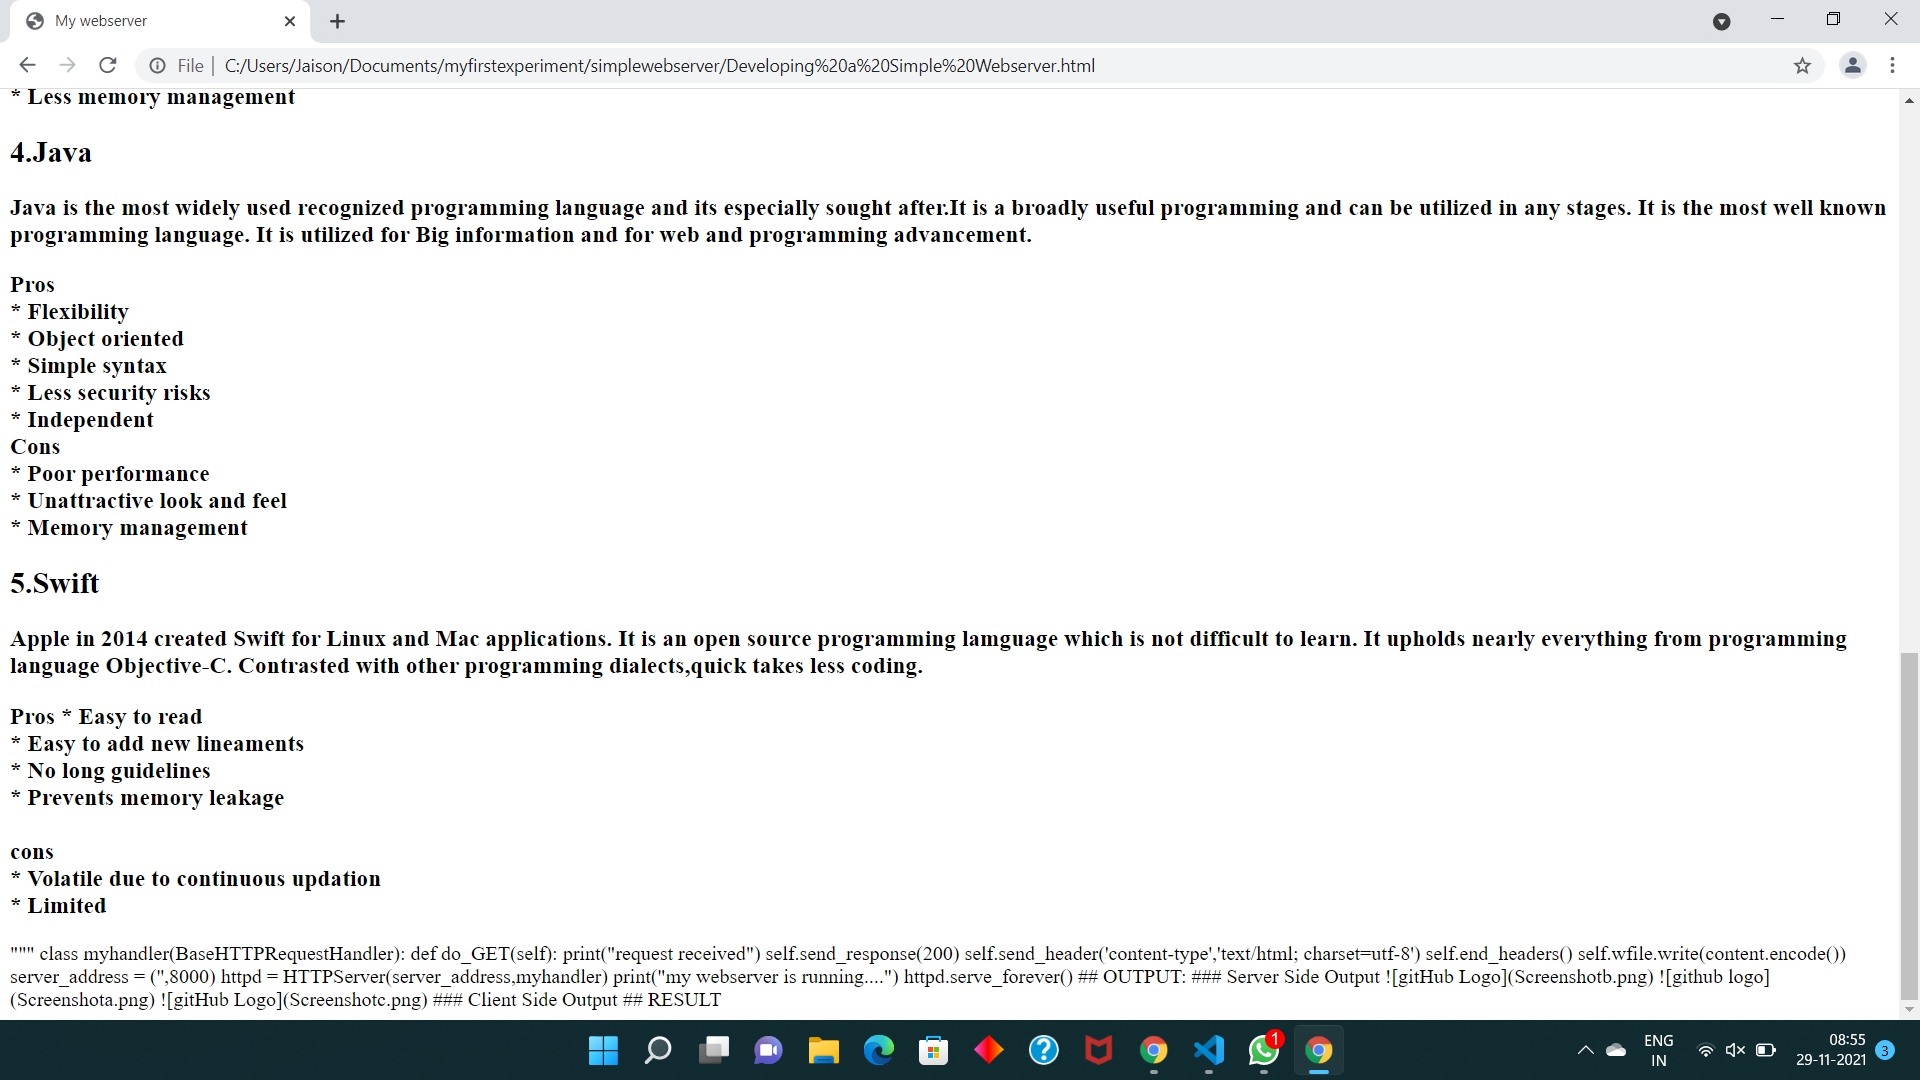 My webserver
File
C:/Users/Jaison/Documents/myfirstexperiment/simplewebserver/Developing%20a%20Simple%20Webserver.html
* Less memory management
4.Java
Java is the most widely used recognized programming language and its especially sought after.It is a broadly useful programming and can be utilized in any stages. It is the most well known
programming language. It is utilized for Big information and for web and programming advancement.
Pros
* Flexibility
* Object oriented
* Simple syntax
* Less security risks
* Independent
Cons
* Poor performance
* Unattractive look and feel
* Memory management
5.Swift
Apple in 2014 created Swift for Linux and Mac applications. It is an open source programming lamguage which is not difficult to learn. It upholds nearly everything from programming
language Objective-C. Contrasted with other programming dialects,quick takes less coding.
Pros * Easy to read
* Easy to add new lineaments
* No long guidelines
* Prevents memory leakage
cons
* Volatile due to continuous updation
* Limited
""" class myhandler(BaseHTTPRequestHandler): def do_GET(self): print("request received") self.send_response(200) self.send_header('content-type','text/html; charset=utf-8') self.end_headers() self.wfile.write(content.encode())
server_address = ('',8000) httpd = HTTPServer(server_address,myhandler) print("my webserver is running....") httpd.serve_forever() ## OUTPUT: ### Server Side Output ![gitHub Logo](Screenshotb.png) ![github logo]
(Screenshota.png) ![gitHub Logo](Screenshotc.png) ### Client Side Output ## RESULT
1
ENG
IN
08:55
29-11-2021
3